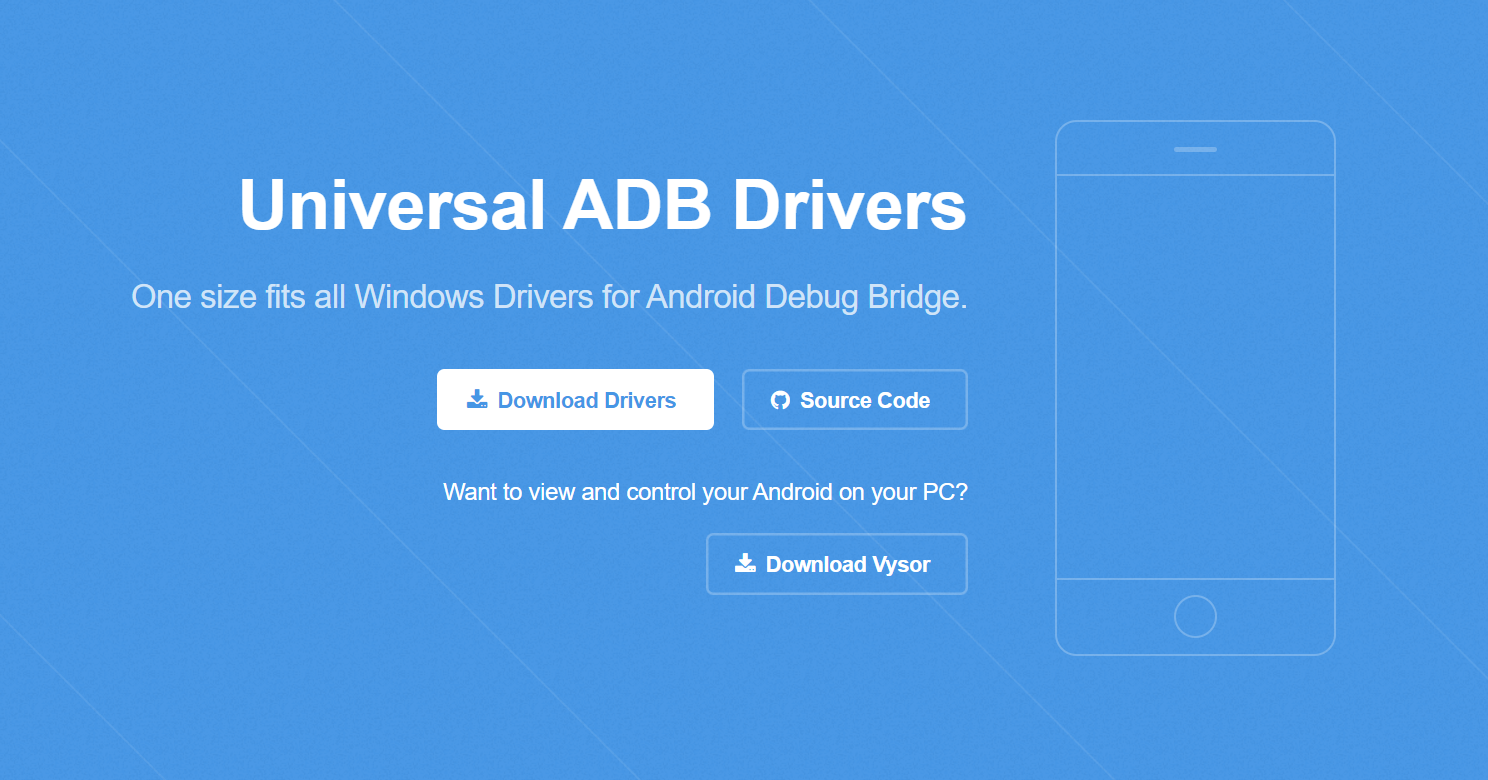 Universal ADB Drivers
One size fits all Windows Drivers for Android Debug Bridge.
Download Drivers
Source Code
Want to view and control your Android on your PC?
Download Vysor